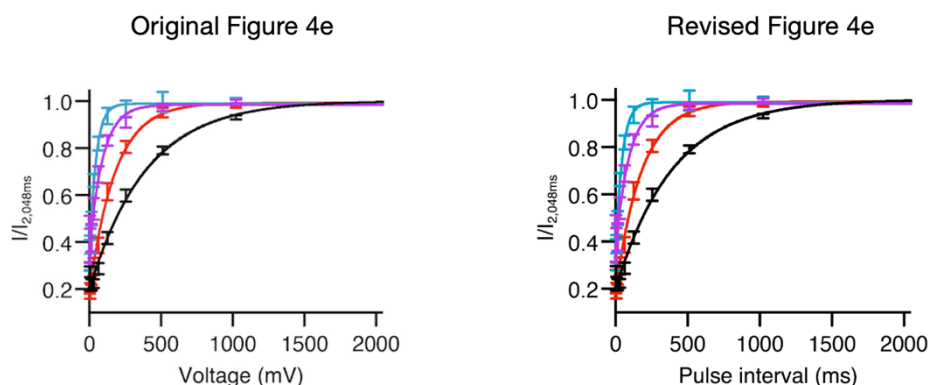 Original Figure 4e
1.0
0.8
0.6
0.4
0.2
I/I2,048ms
0 500 1000 1500 2000
Voltage (mV)
Revised Figure 4e
1.0
0.8
0.6
0.4
0.2
I/I2,048ms
0 500 1000 1500 2000
Pulse interval (ms)